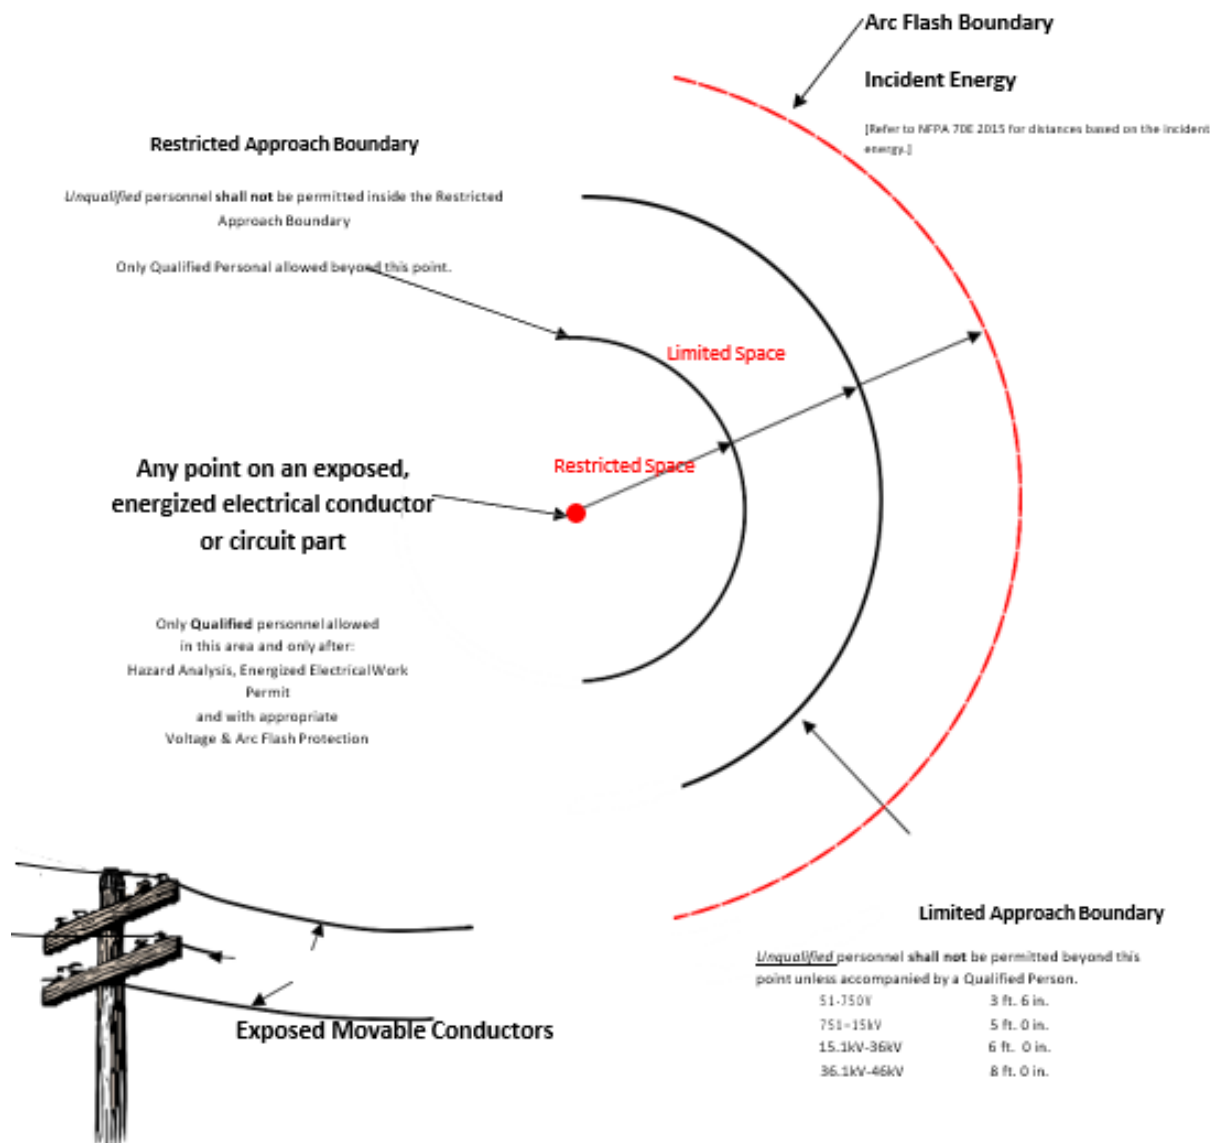 Arc Flash Boundary
Incident Energy
[Refer to NFPA 70E 2015 for distances based on the incident
energy.]
Restricted Approach Boundary
Unqualified personnel shall not be permitted inside the Restricted
Approach Boundary
Only Qualified Personal allowed beyond this point.
Limited Space
Restricted Space
Any point on an exposed,
energized electrical conductor
or circuit part
Only Qualified personnel allowed
in this area and only after:
Hazard Analysis, Energized Electrical Work
Permit
and with appropriate
Voltage & Arc Flash Protection
Limited Approach Boundary
Unqualified personnel shall not be permitted beyond this
point unless accompanied by a Qualified Person.
51-750V 3 ft. 6 in.
751-15kV 5 ft. 0 in.
15.1kV-36kV 6 ft. 0 in.
36.1kV-46kV 8 ft. 0 in.
Exposed Movable Conductors